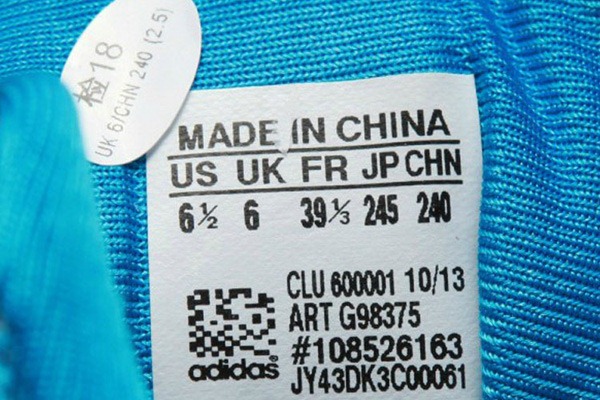 检18
UK 6/CHN 240 (2.5)
MADE IN CHINA
US UK FR JP CHN
6½ 6 39⅓ 245 240
CLU 600001 10/13
ART G98375
#108526163
adidas
JY43DK3C00061